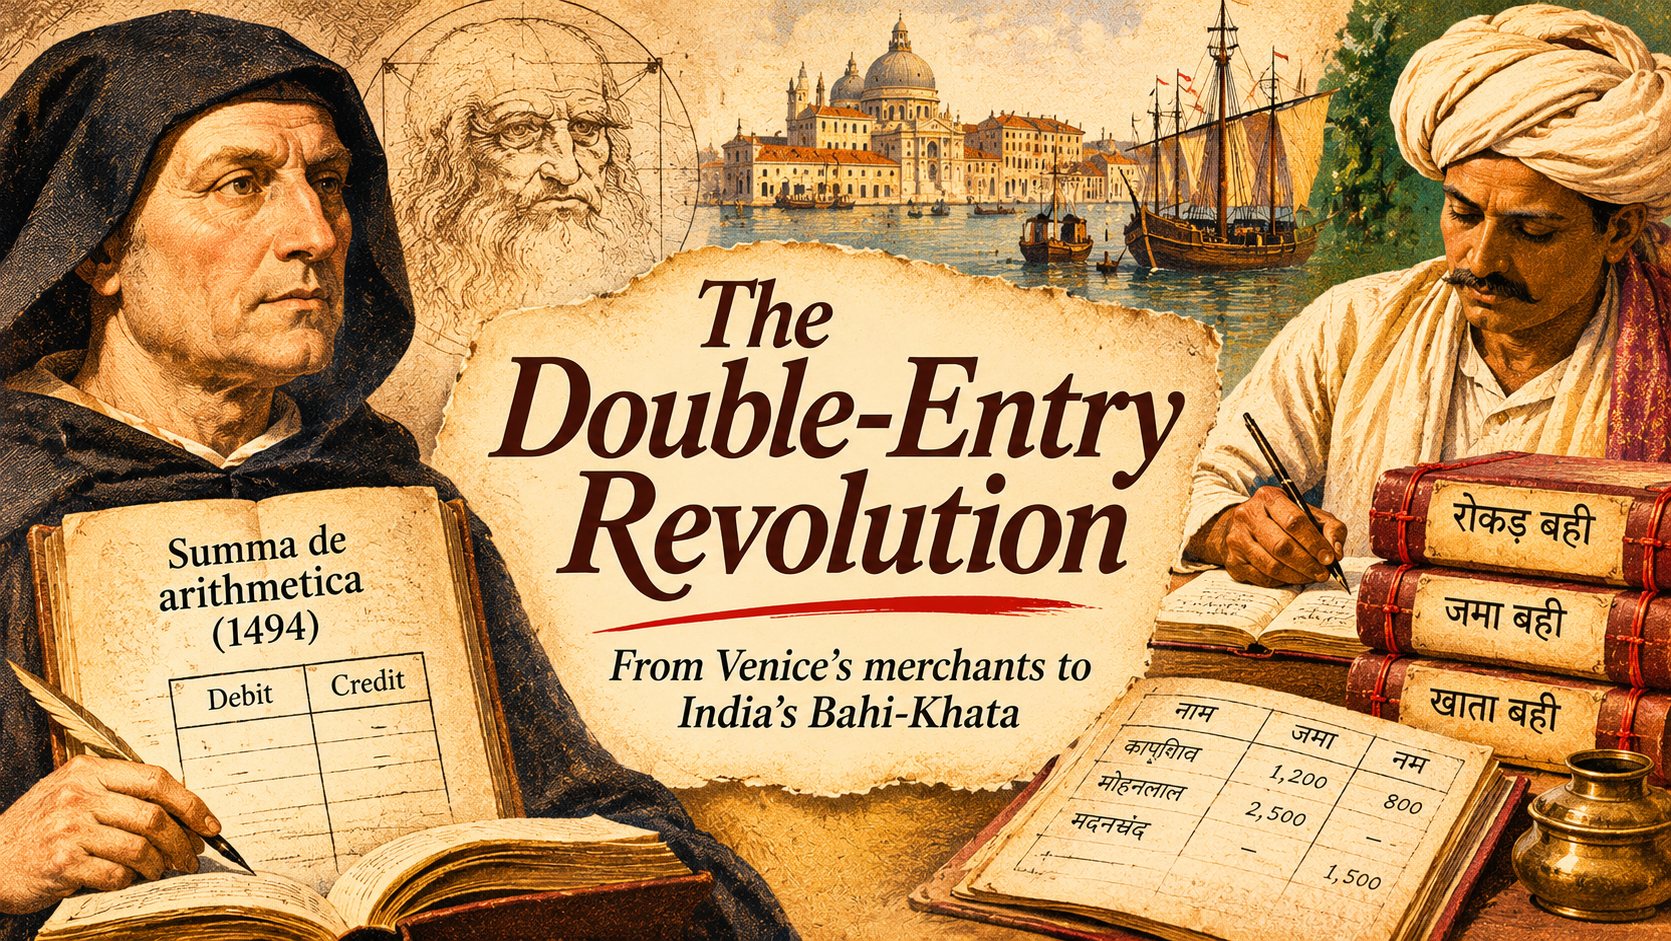 Summa de
arithmetica
(1494)
Debit Credit
The
Double-Entry
Revolution
From Venice's merchants to
India's Bahi-Khata
रोकड़ बही
जमा बही
खाता बही
नाम जमा नम
1,200 800
मोहनलाल 2,500 –
– 1,500